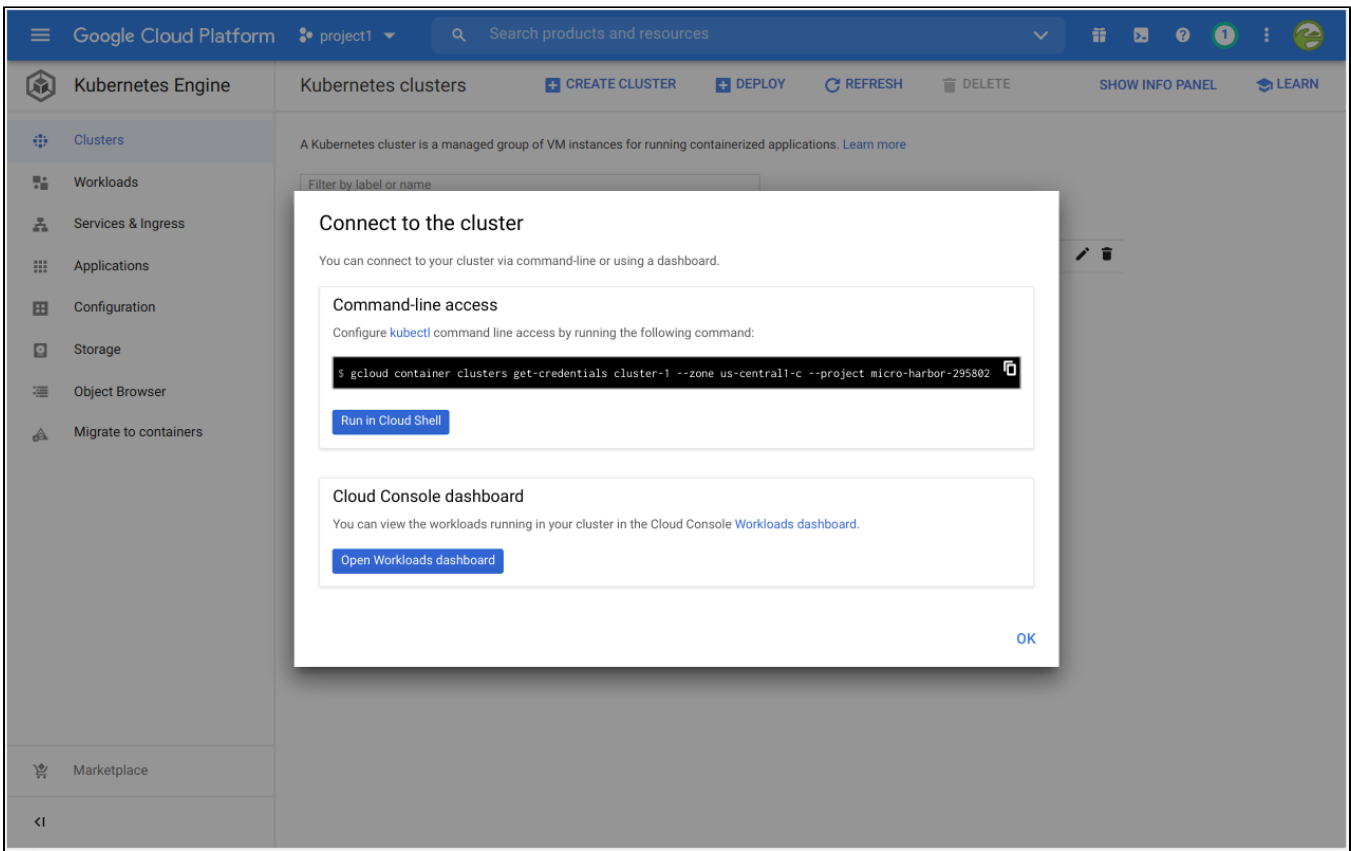 Google Cloud Platform project1 Search products and resources 1
Kubernetes Engine Kubernetes clusters CREATE CLUSTER DEPLOY REFRESH DELETE SHOW INFO PANEL LEARN
Clusters
Workloads
Services & Ingress
Applications
Configuration
Storage
Object Browser
Migrate to containers
Marketplace
A Kubernetes cluster is a managed group of VM instances for running containerized applications. Learn more
Filter by label or name
Connect to the cluster
You can connect to your cluster via command-line or using a dashboard.
Command-line access
Configure kubectl command line access by running the following command:
$ gcloud container clusters get-credentials cluster-1 --zone us-central1-c --project micro-harbor-295802
Run in Cloud Shell
Cloud Console dashboard
You can view the workloads running in your cluster in the Cloud Console Workloads dashboard.
Open Workloads dashboard
OK